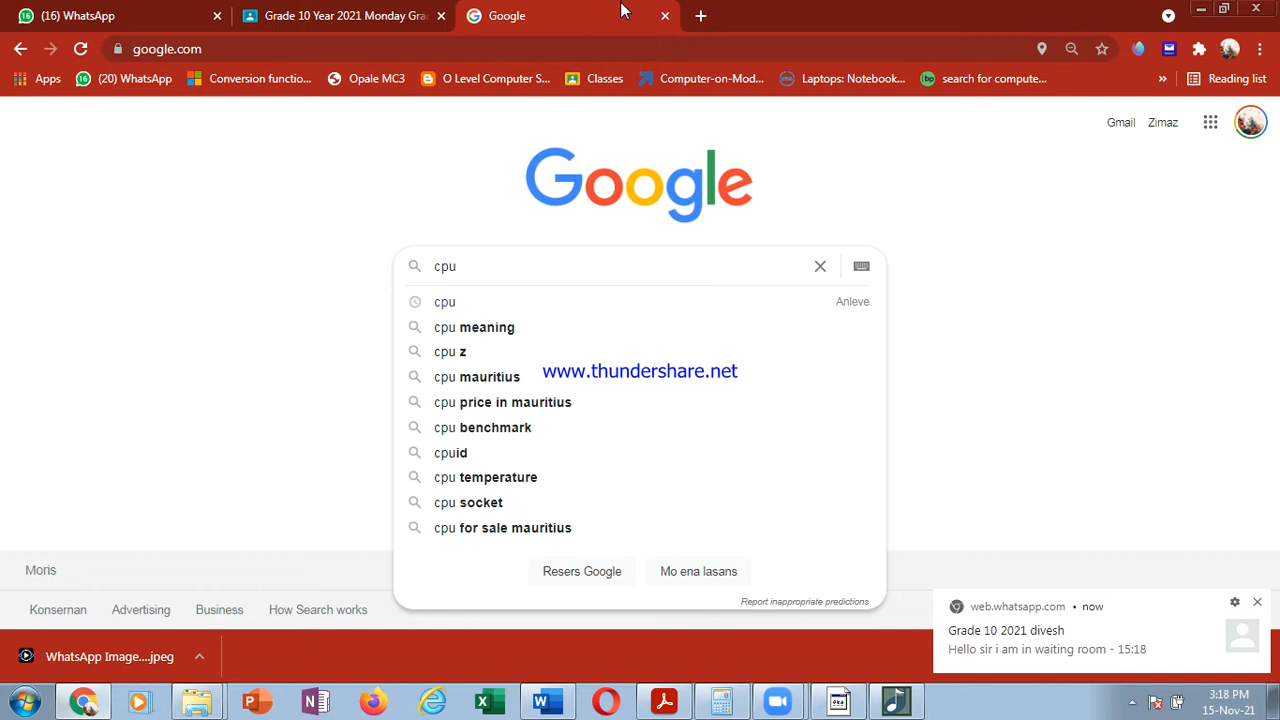 (16) WhatsApp
Grade 10 Year 2021 Monday Gra
Google
google.com
Apps
(20) WhatsApp
Conversion functio...
Opale MC3
O Level Computer S...
Classes
Computer-on-Mod...
Laptops: Notebook...
search for compute...
»
Reading list
Gmail
Zimaz
Google
cpu
cpu
Anleve
cpu meaning
cpu z
cpu mauritius
www.thundershare.net
cpu price in mauritius
cpu benchmark
cpuid
cpu temperature
cpu socket
cpu for sale mauritius
Resers Google
Mo ena lasans
Report inappropriate predictions
Moris
Konsernan
Advertising
Business
How Search works
web.whatsapp.com • now
Grade 10 2021 divesh
Hello sir i am in waiting room - 15:18
WhatsApp Image....jpeg
3:18 PM
15-Nov-21